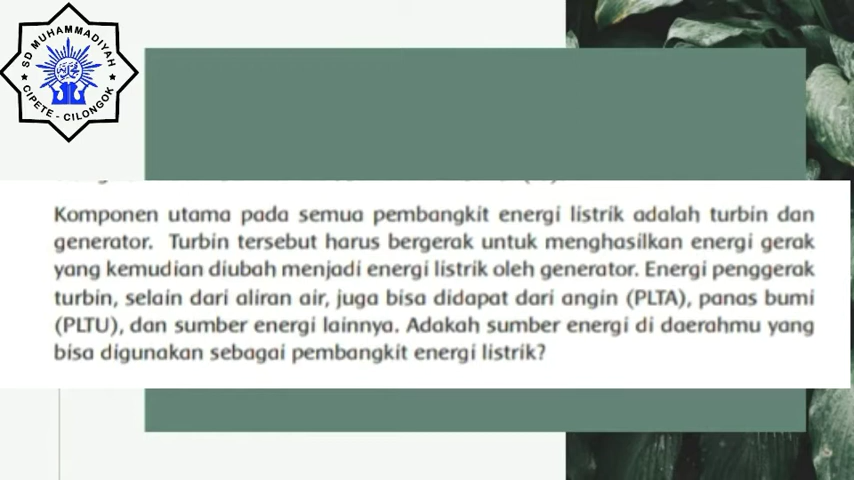 SD MUHAMMADIYAH
CIPETE - CILONGOK
Komponen utama pada semua pembangkit energi listrik adalah turbin dan
generator. Turbin tersebut harus bergerak untuk menghasilkan energi gerak
yang kemudian diubah menjadi energi listrik oleh generator. Energi penggerak
turbin, selain dari aliran air, juga bisa didapat dari angin (PLTA), panas bumi
(PLTU), dan sumber energi lainnya. Adakah sumber energi di daerahmu yang
bisa digunakan sebagai pembangkit energi listrik?